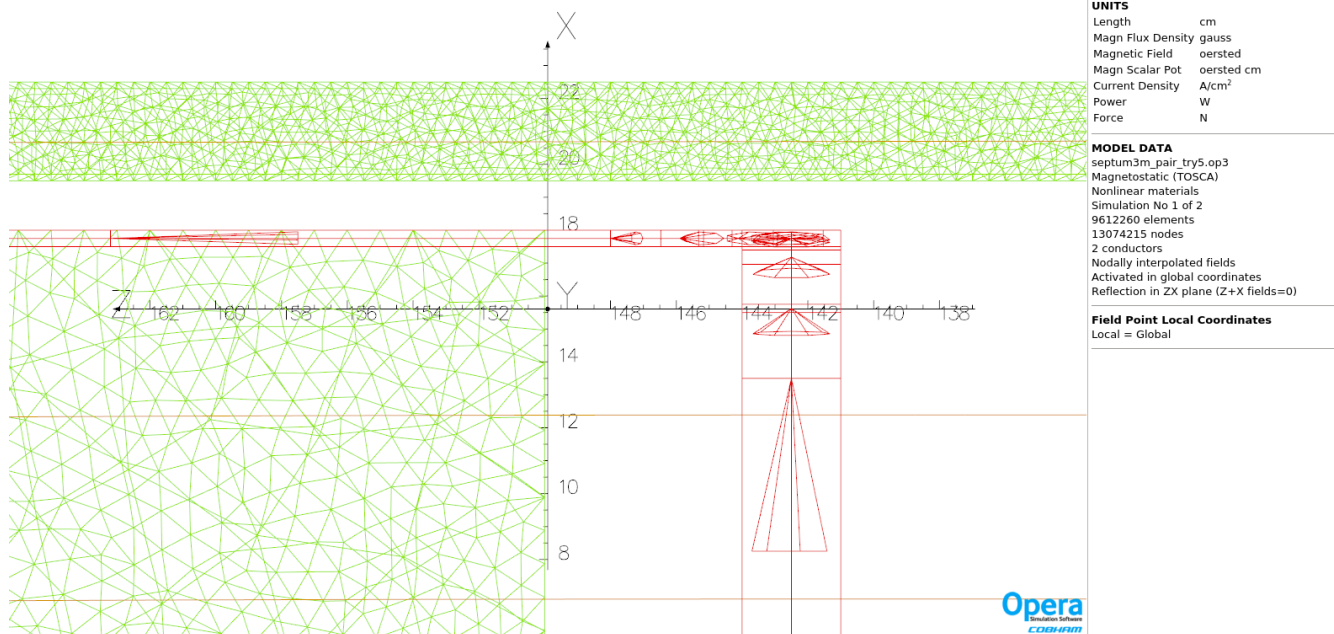 X
22
20
18
Y
Z 162 160 158 156 154 152 148 146 144 142 140 138
14
12
10
8
UNITS
Length cm
Magn Flux Density gauss
Magnetic Field oersted
Magn Scalar Pot oersted cm
Current Density A/cm²
Power W
Force N
MODEL DATA
septum3m_pair_try5.op3
Magnetostatic (TOSCA)
Nonlinear materials
Simulation No 1 of 2
9612260 elements
13074215 nodes
2 conductors
Nodally interpolated fields
Activated in global coordinates
Reflection in ZX plane (Z+X fields=0)
Field Point Local Coordinates
Local = Global
Opera
Simulation Software
COBHAM